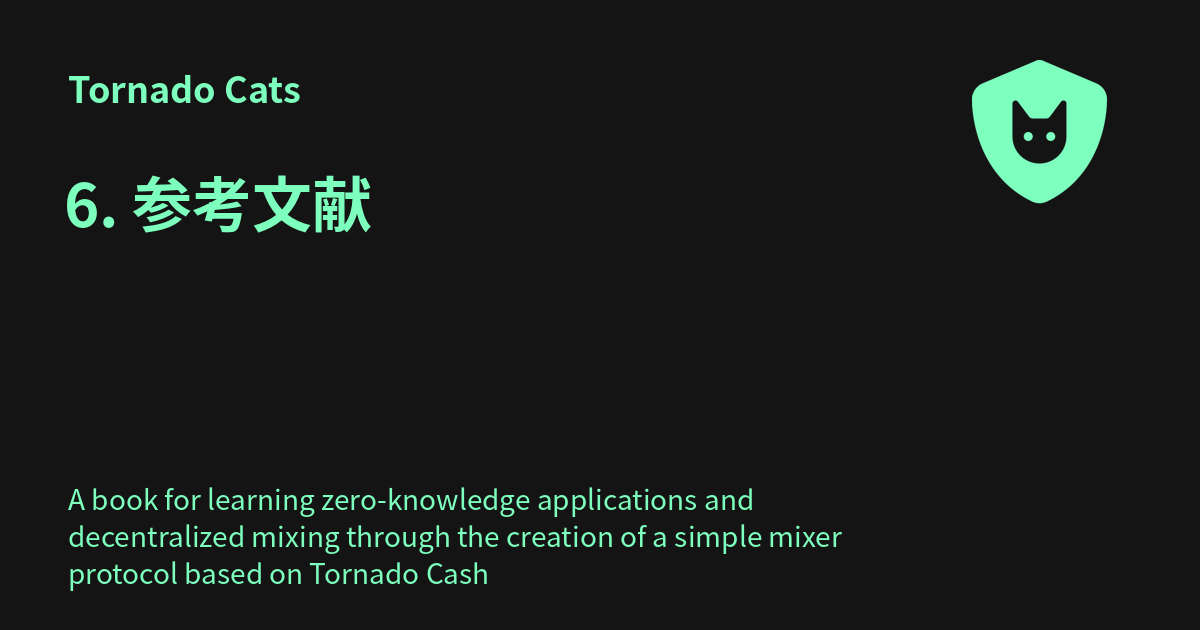 Tornado Cats
6. 参考文献
A book for learning zero-knowledge applications and
decentralized mixing through the creation of a simple mixer
protocol based on Tornado Cash